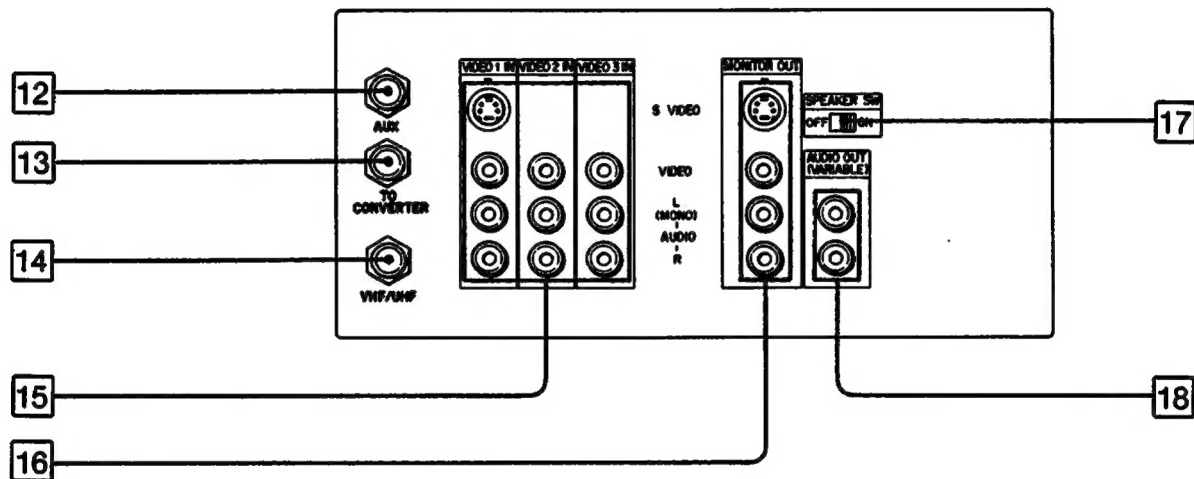 VIDEO 1 IN VIDEO 2 IN VIDEO 3 IN
MONITOR OUT
12
AUX
S VIDEO
SPEAKER SW
OFF ON
17
13
TO
CONVERTER
VIDEO
AUDIO OUT
(VARIABLE)
L
(MONO)
AUDIO
R
14
VHF/UHF
15
18
16